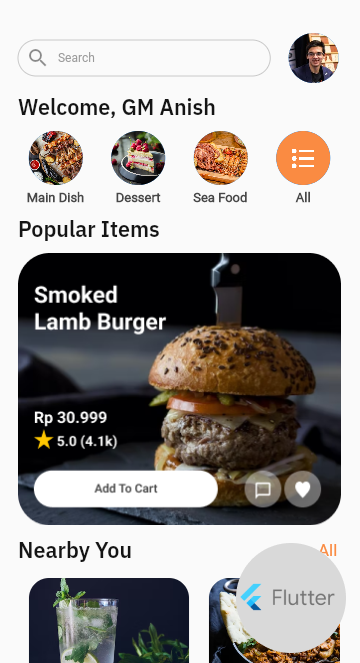 Search
Welcome, GM Anish
Main Dish
Dessert
Sea Food
All
Popular Items
Smoked
Lamb Burger
Rp 30.999
5.0 (4.1k)
Add To Cart
Nearby You
All
Flutter